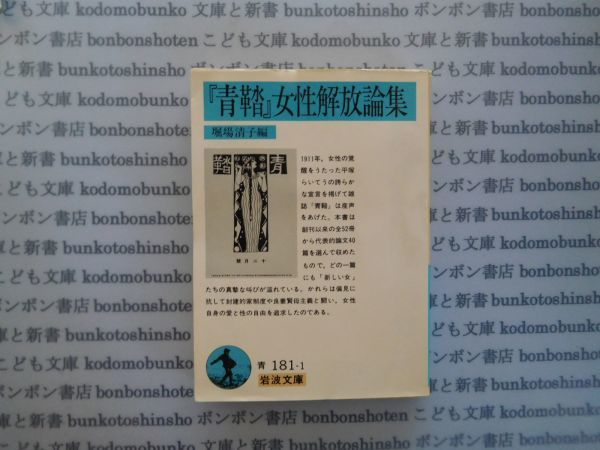 ボンボン書店 bonbonshoten こども文庫 kodomobunko 文庫と新書 bunkotoshinsho
『青鞜』女性解放論集
堀場清子編
鞜 青
號月二十
1911年，女性の覚
醒をうたった平塚
らいてうの誇らか
な宣言を掲げて雑
誌「青鞜」は産声
をあげた．本書は
創刊以来の全52冊
から代表的論文40
篇を選んで収めた
もので，どの一篇
にも「新しい女」
たちの真摯な叫びが溢れている．かれらは偏見に
抗して封建的家制度や良妻賢母主義と闘い，女性
自身の愛と性の自由を追求したのである．
青 181-1
岩波文庫